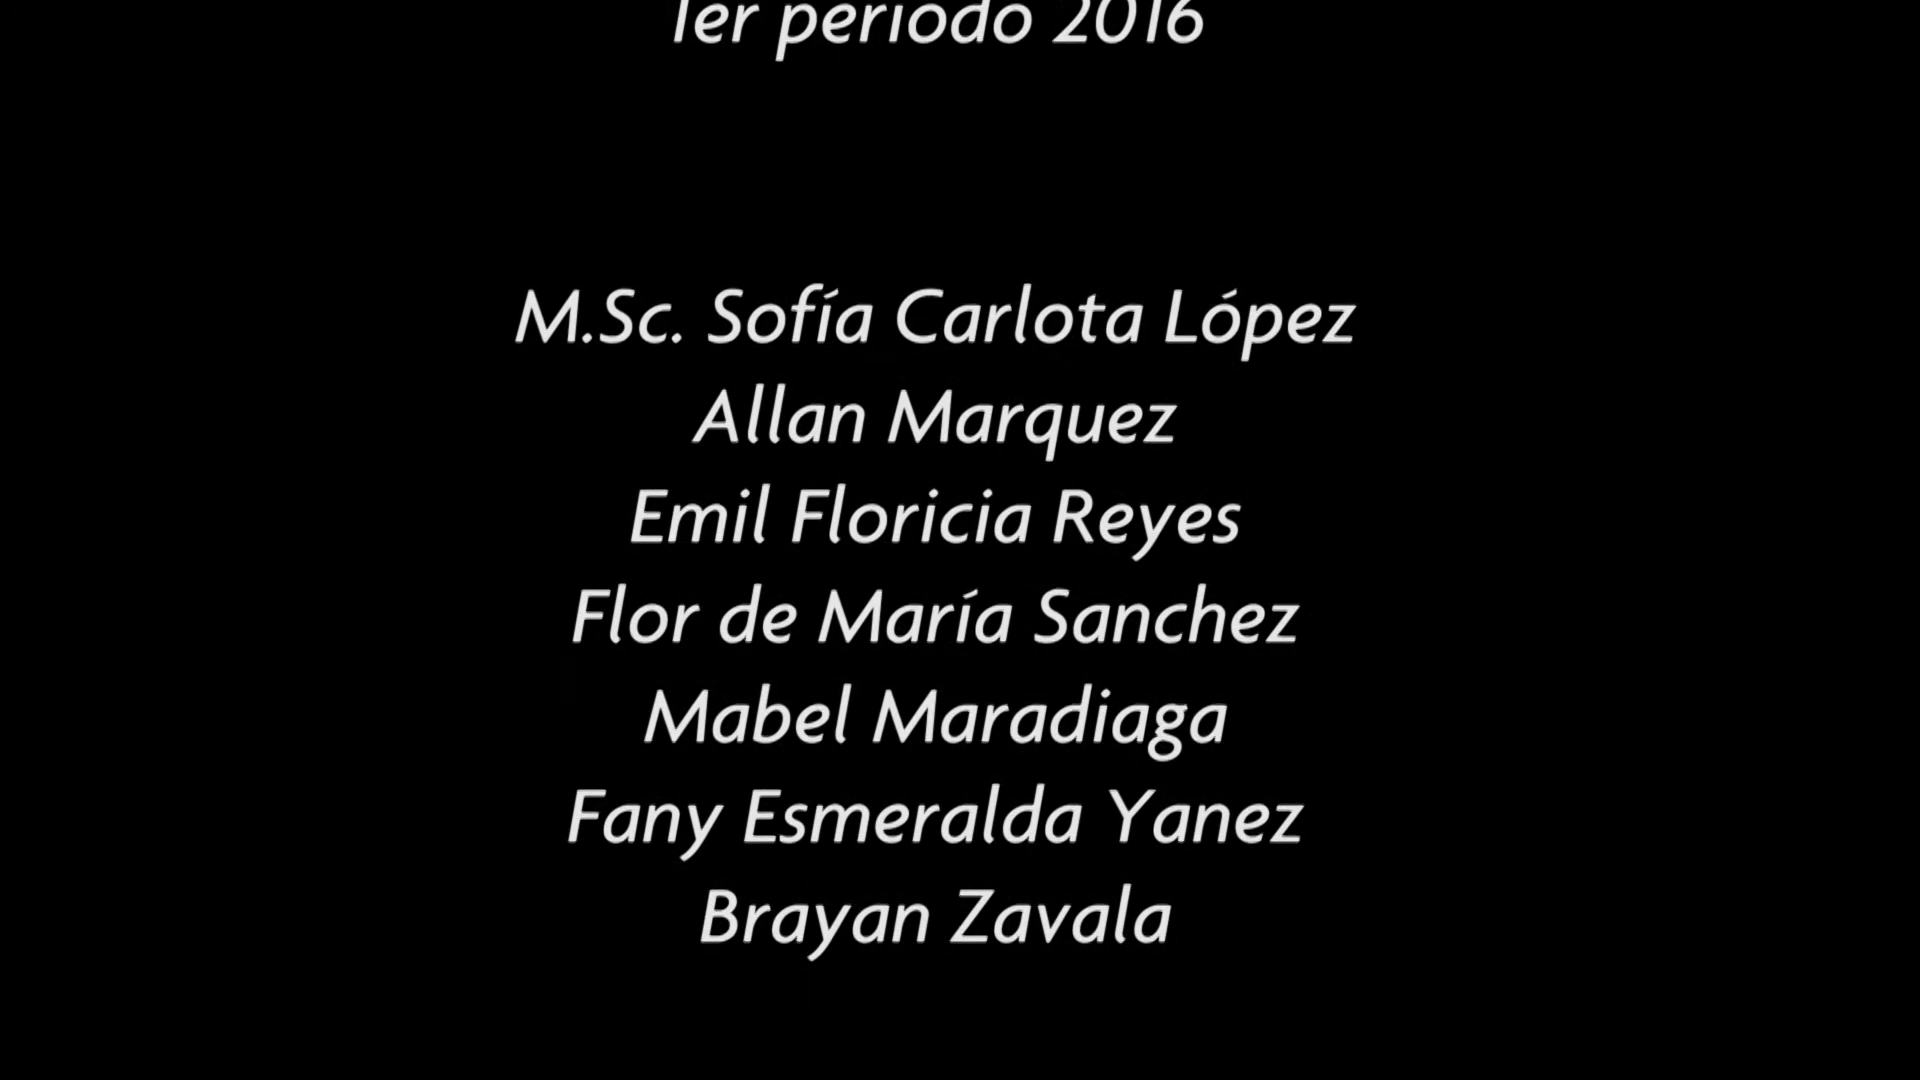 1er periodo 2016
M.Sc. Sofía Carlota López
Allan Marquez
Emil Floricia Reyes
Flor de María Sanchez
Mabel Maradiaga
Fany Esmeralda Yanez
Brayan Zavala